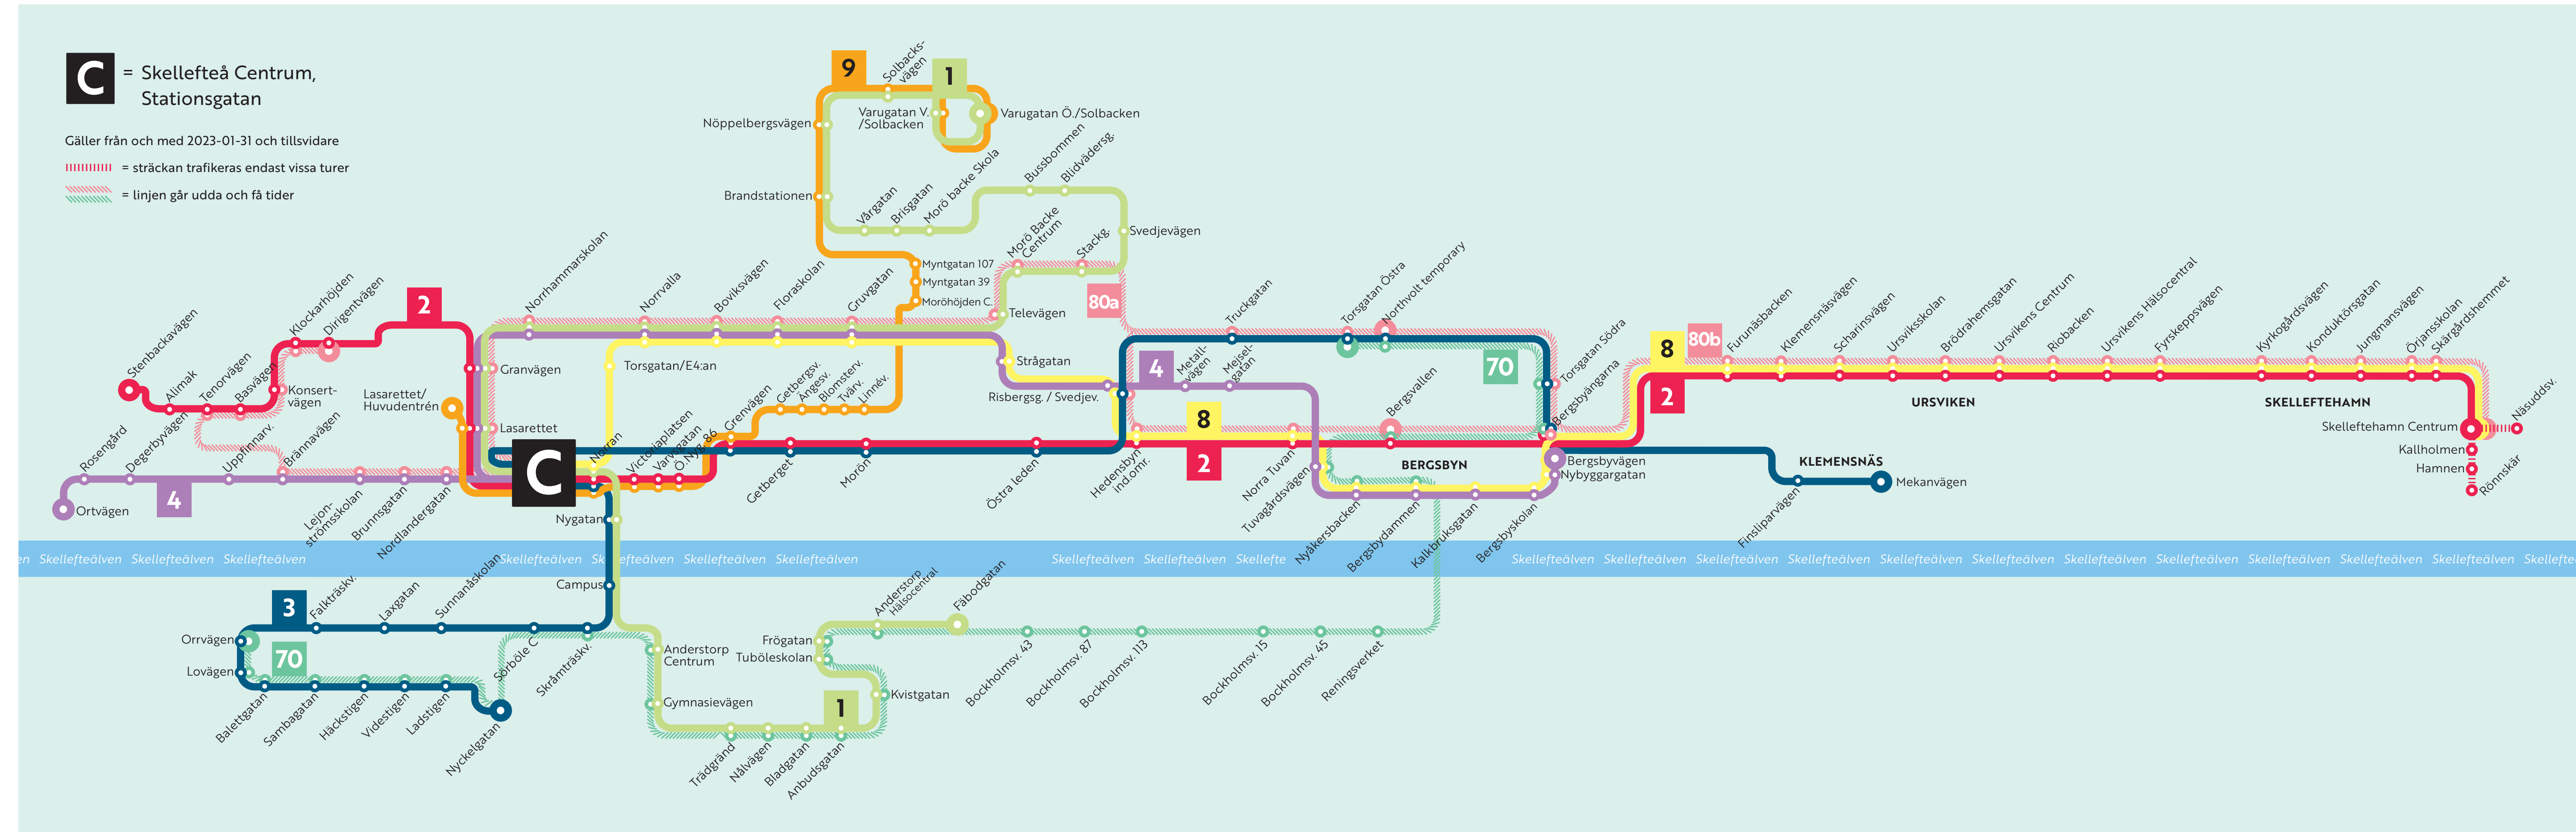 C = Skellefteå Centrum,
Stationsgatan
Gäller från och med 2023-01-31 och tillsvidare
= sträckan trafikeras endast vissa turer
= linjen går udda och få tider
9
Solbacks-
vägen
1
Varugatan V.
/Solbacken
Varugatan Ö./Solbacken
Nöppelbergsvägen
Brandstationen
Vårgatan
Brisgatan
Morö backe Skola
Bussbommen
Blidvädersg.
Svedjevägen
Morö Backe
Centrum
Stackg.
80a
Televägen
Myntgatan 107
Myntgatan 39
Moröhöjden C.
Stenbackavägen
Alimak
Tenorvägen
Basvägen
Konsert-
vägen
Klockarhöjden
Dirigentvägen
2
Lasarettet/
Huvudentrén
Granvägen
Lasarettet
Norrhammarskolan
Norrvalla
Boviksvägen
Floraskolan
Gruvgatan
Torsgatan/E4:an
Strågatan
Risbergsg. / Svedjev.
4
Metall-
vägen
Mejsel-
gatan
Truckgatan
Torsgatan Östra
Northvolt temporary
70
Torsgatan Södra
Bergsbyängarna
Bergsvallen
8
2
Rosengård
Degerbyvägen
Uppfinnarv.
Brännavägen
4
Ortvägen
Lejon-
strömsskolan
Brunnsgatan
Nordlandergatan
C
Norran
Victoriaplatsen
Varvsgatan
Ö.Nyg. 86
Grenvägen
Getbergsv.
Angesv.
Blomsterv.
Tvärv.
Linnév.
Getberget
Morön
Östra leden
Hedensbyn
ind.omr.
Norra Tuvan
Tuvagårdsvägen
BERGSBYN
Nyåkersbacken
Bergsbydammen
Kalkbruksgatan
Bergsbyskolan
Bergsbyvägen
Nybyggargatan
8
80b
2
Furunäsbacken
Klemensnäsvägen
Scharinsvägen
Ursviksskolan
Brödrahemsgatan
Ursvikens Centrum
Riobacken
Ursvikens Hälsocentral
Fyrskeppsvägen
Kyrkogårdsvägen
Konduktörsgatan
Jungmansvägen
Örjansskolan
Skärgårdshemmet
URSVIKEN
SKELLEFTEHAMN
Näsuddsv.
Skelleftehamn Centrum
Kallholmen
Hamnen
Rönnskär
KLEMENSNÄS
Finsliparvägen
Mekanvägen
Nygatan
en Skellefteälven Skellefteälven Skellefteälven Skellefteälven Skellefteälven Skellefteälven Skellefteälven Skellefteälven Skellefteälven Skellefte Skellefteälven Skellefteälven Skellefteälven Skellefteälven Skellefteälven Skellefteälven Skellefteälven Skellefteälven Skellefteälven Skellefteälven Skellefteälven Skellefteä
Campus
3
Falkträskv.
Laxgatan
Sunnanåskolan
Sörböle C
Skråmträskv.
Orrvägen
70
Lovägen
Balettgatan
Sambagatan
Häckstigen
Videstigen
Ladstigen
Nyckelgatan
Anderstorp
Centrum
Gymnasievägen
Trädgränd
Nålvägen
Bladgatan
Anbudsgatan
1
Kvistgatan
Tuböleskolan
Frögatan
Anderstorp
Hälsocentral
Fäbodgatan
Bockholmsv. 43
Bockholmsv. 87
Bockholmsv. 113
Bockholmsv. 15
Bockholmsv. 45
Reningsverket